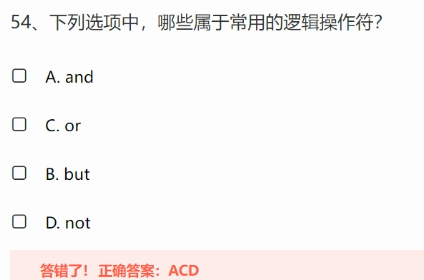 54、下列选项中，哪些属于常用的逻辑操作符？
A. and
C. or
B. but
D. not
答错了！正确答案：ACD